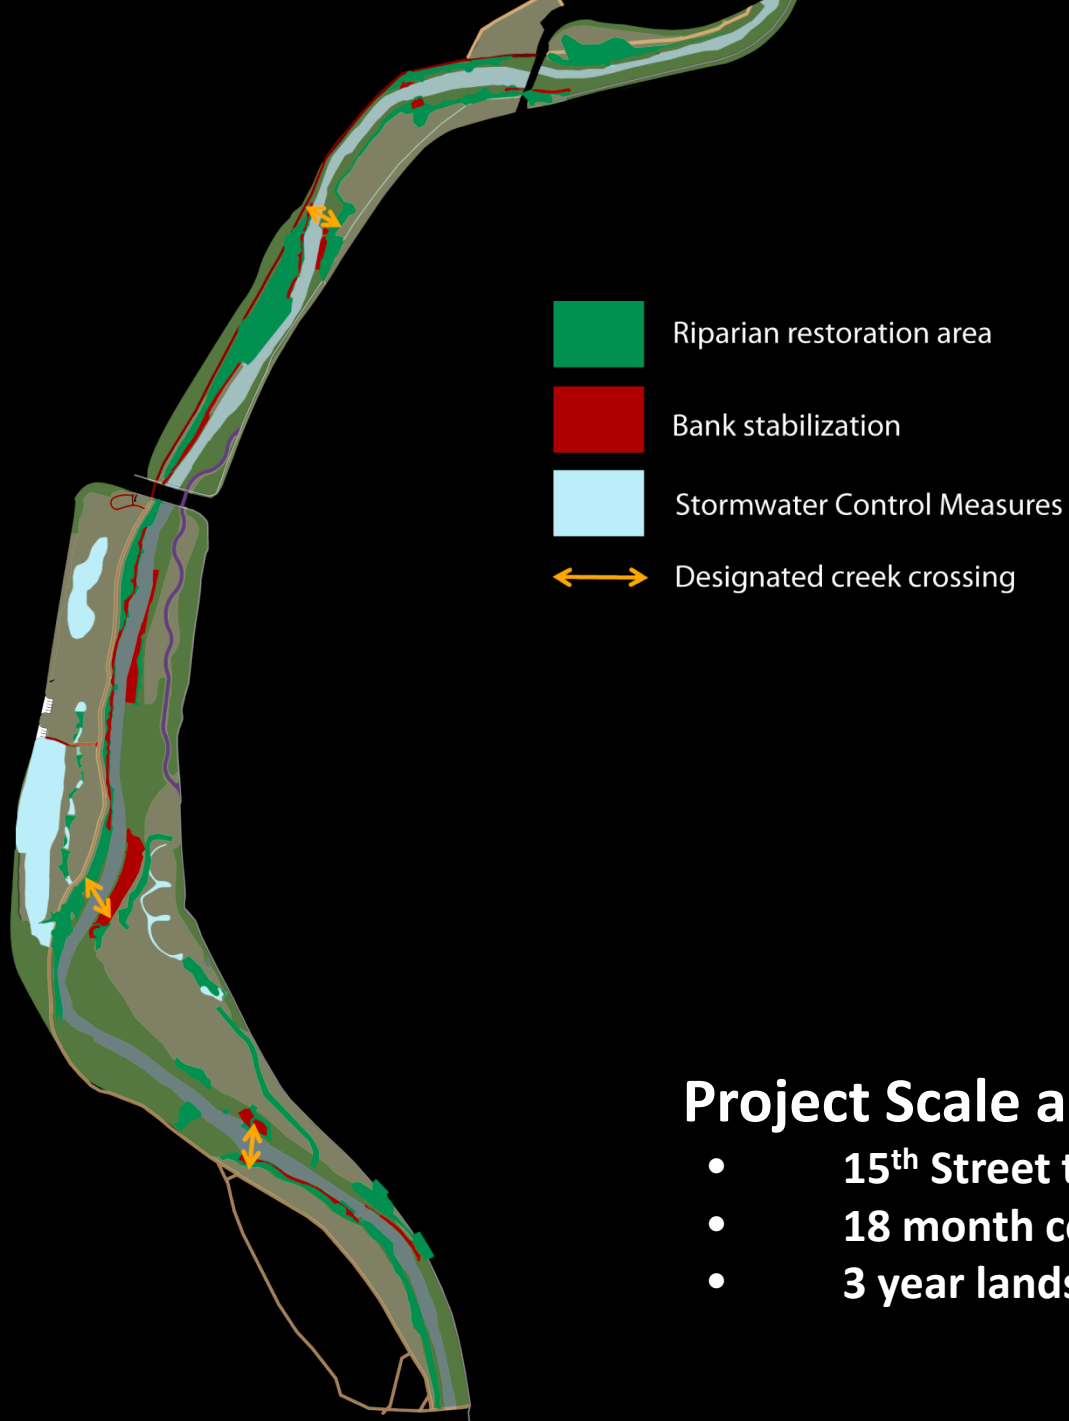 Riparian restoration area
Bank stabilization
Stormwater Control Measures
Designated creek crossing
Project Scale a
• 15th Street t
• 18 month c
• 3 year lands